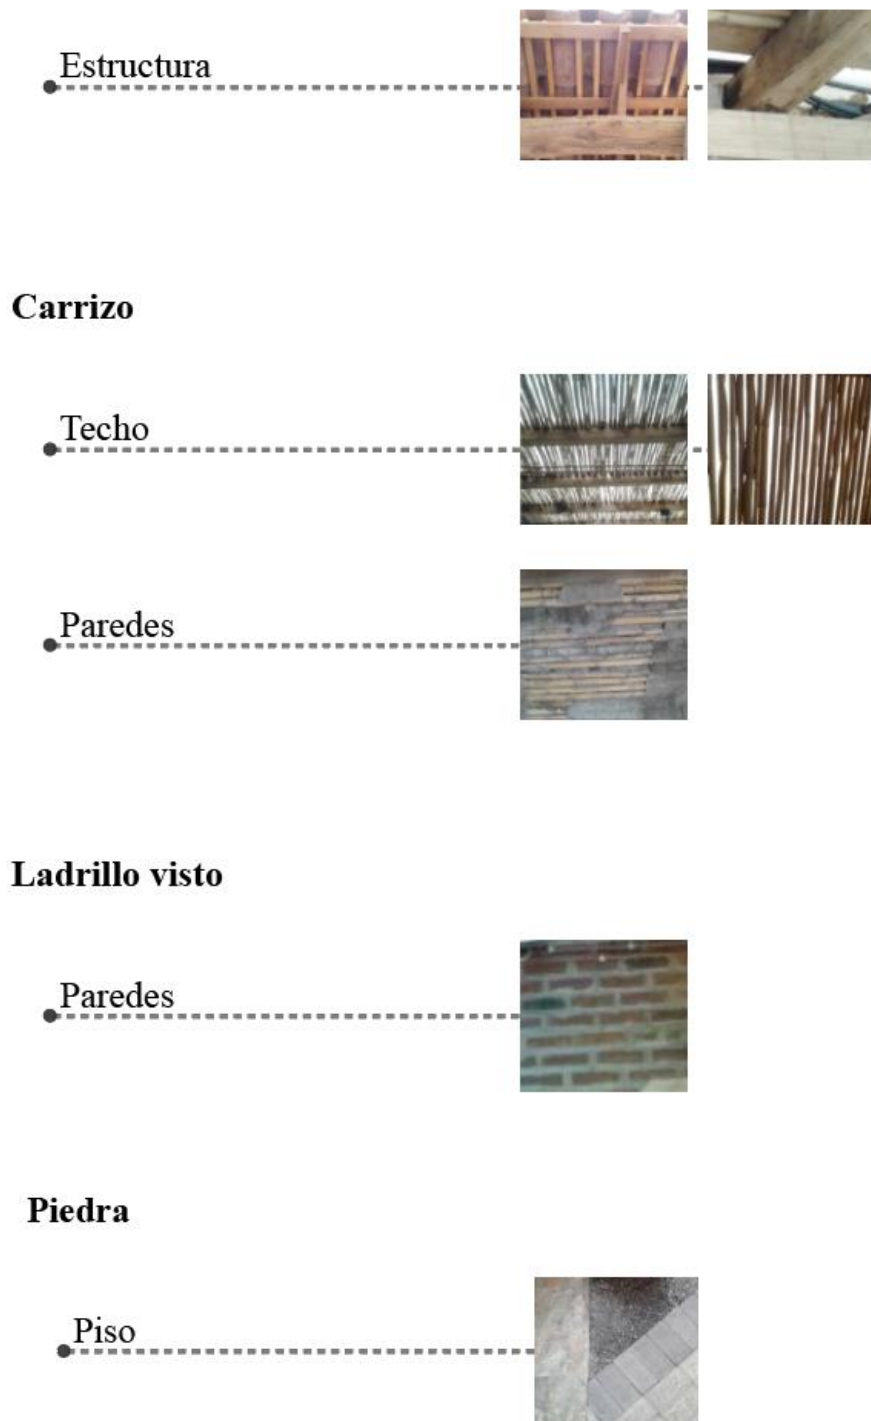 Estructura
Carrizo
Techo
Paredes
Ladrillo visto
Paredes
Piedra
Piso